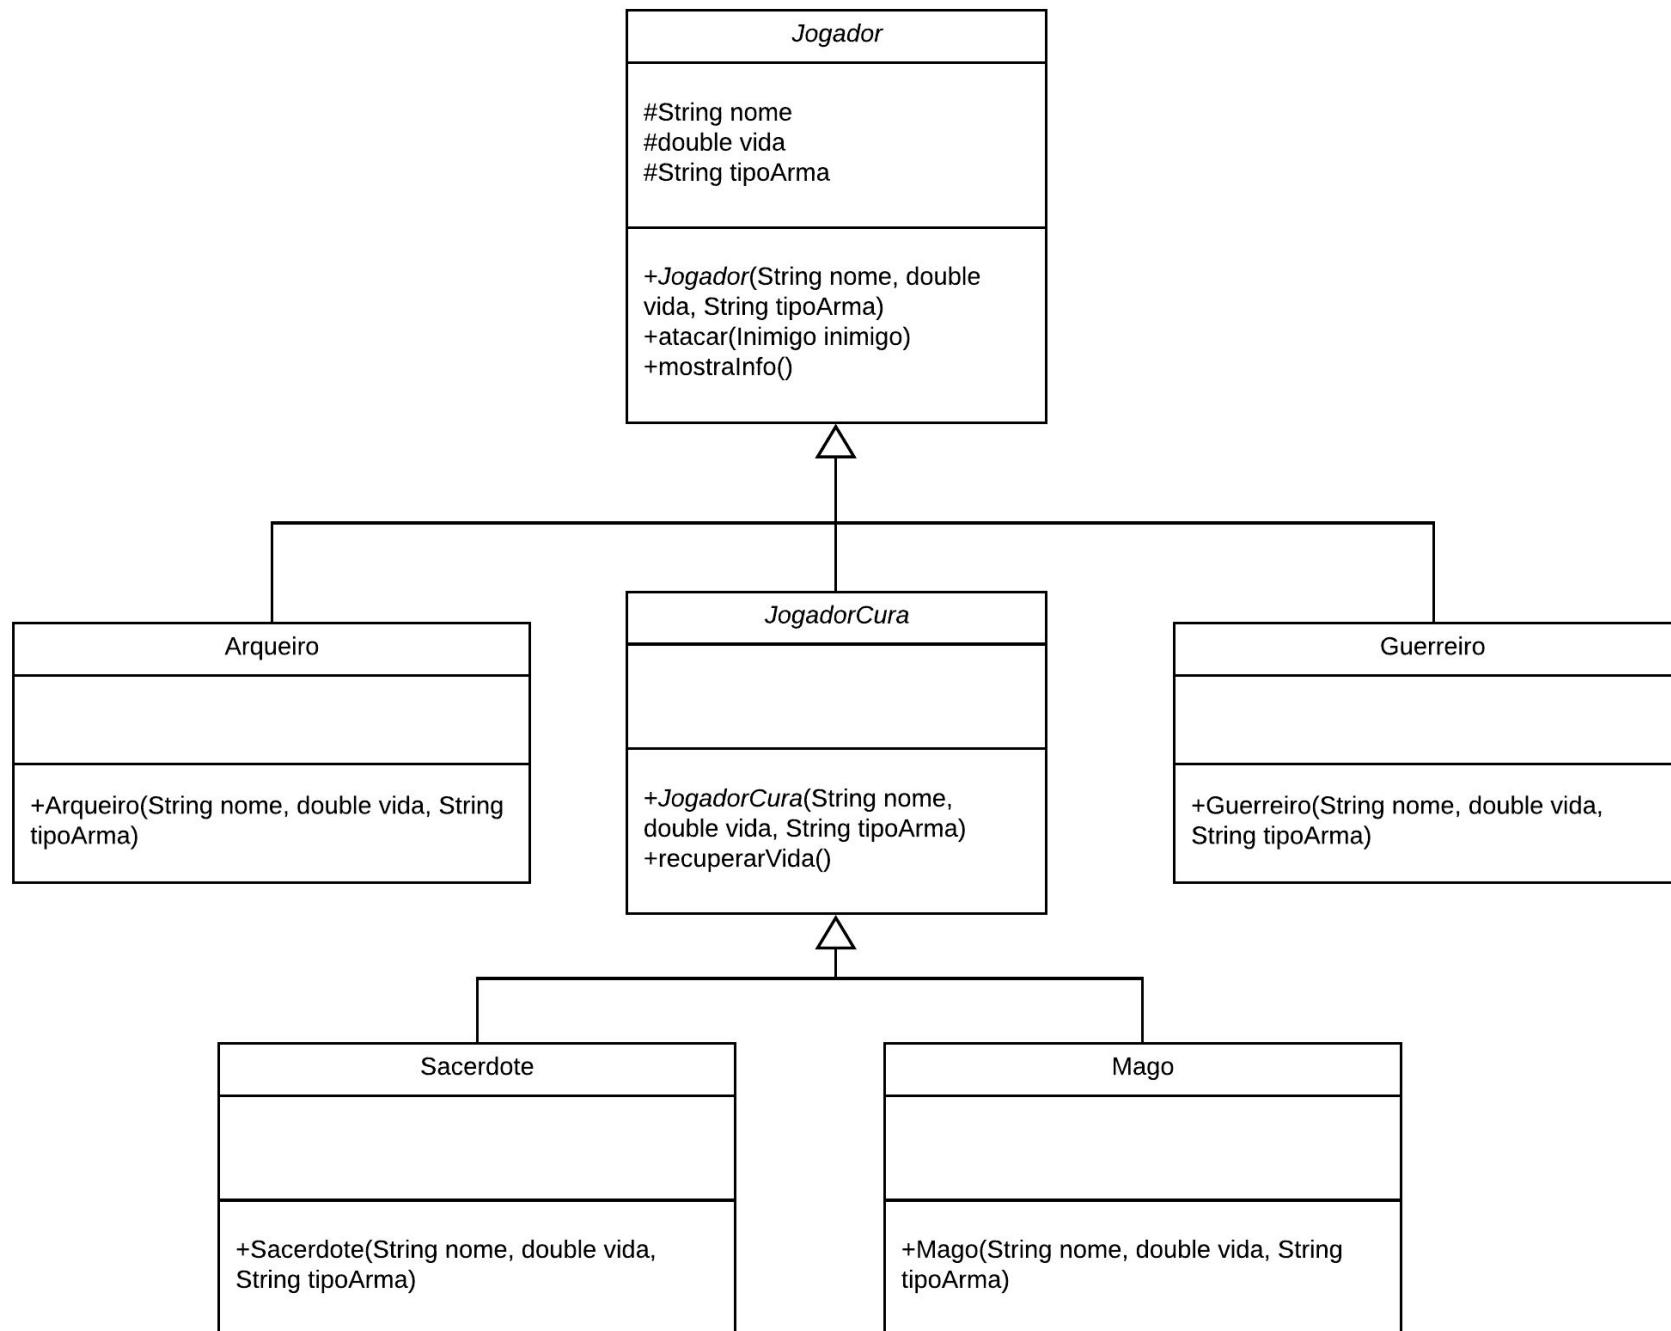 Jogador
#String nome
#double vida
#String tipoArma
+Jogador(String nome, double
vida, String tipoArma)
+atacar(Inimigo inimigo)
+mostraInfo()
Arqueiro
+Arqueiro(String nome, double vida, String
tipoArma)
JogadorCura
+JogadorCura(String nome,
double vida, String tipoArma)
+recuperarVida()
Guerreiro
+Guerreiro(String nome, double vida,
String tipoArma)
Sacerdote
+Sacerdote(String nome, double vida,
String tipoArma)
Mago
+Mago(String nome, double vida, String
tipoArma)